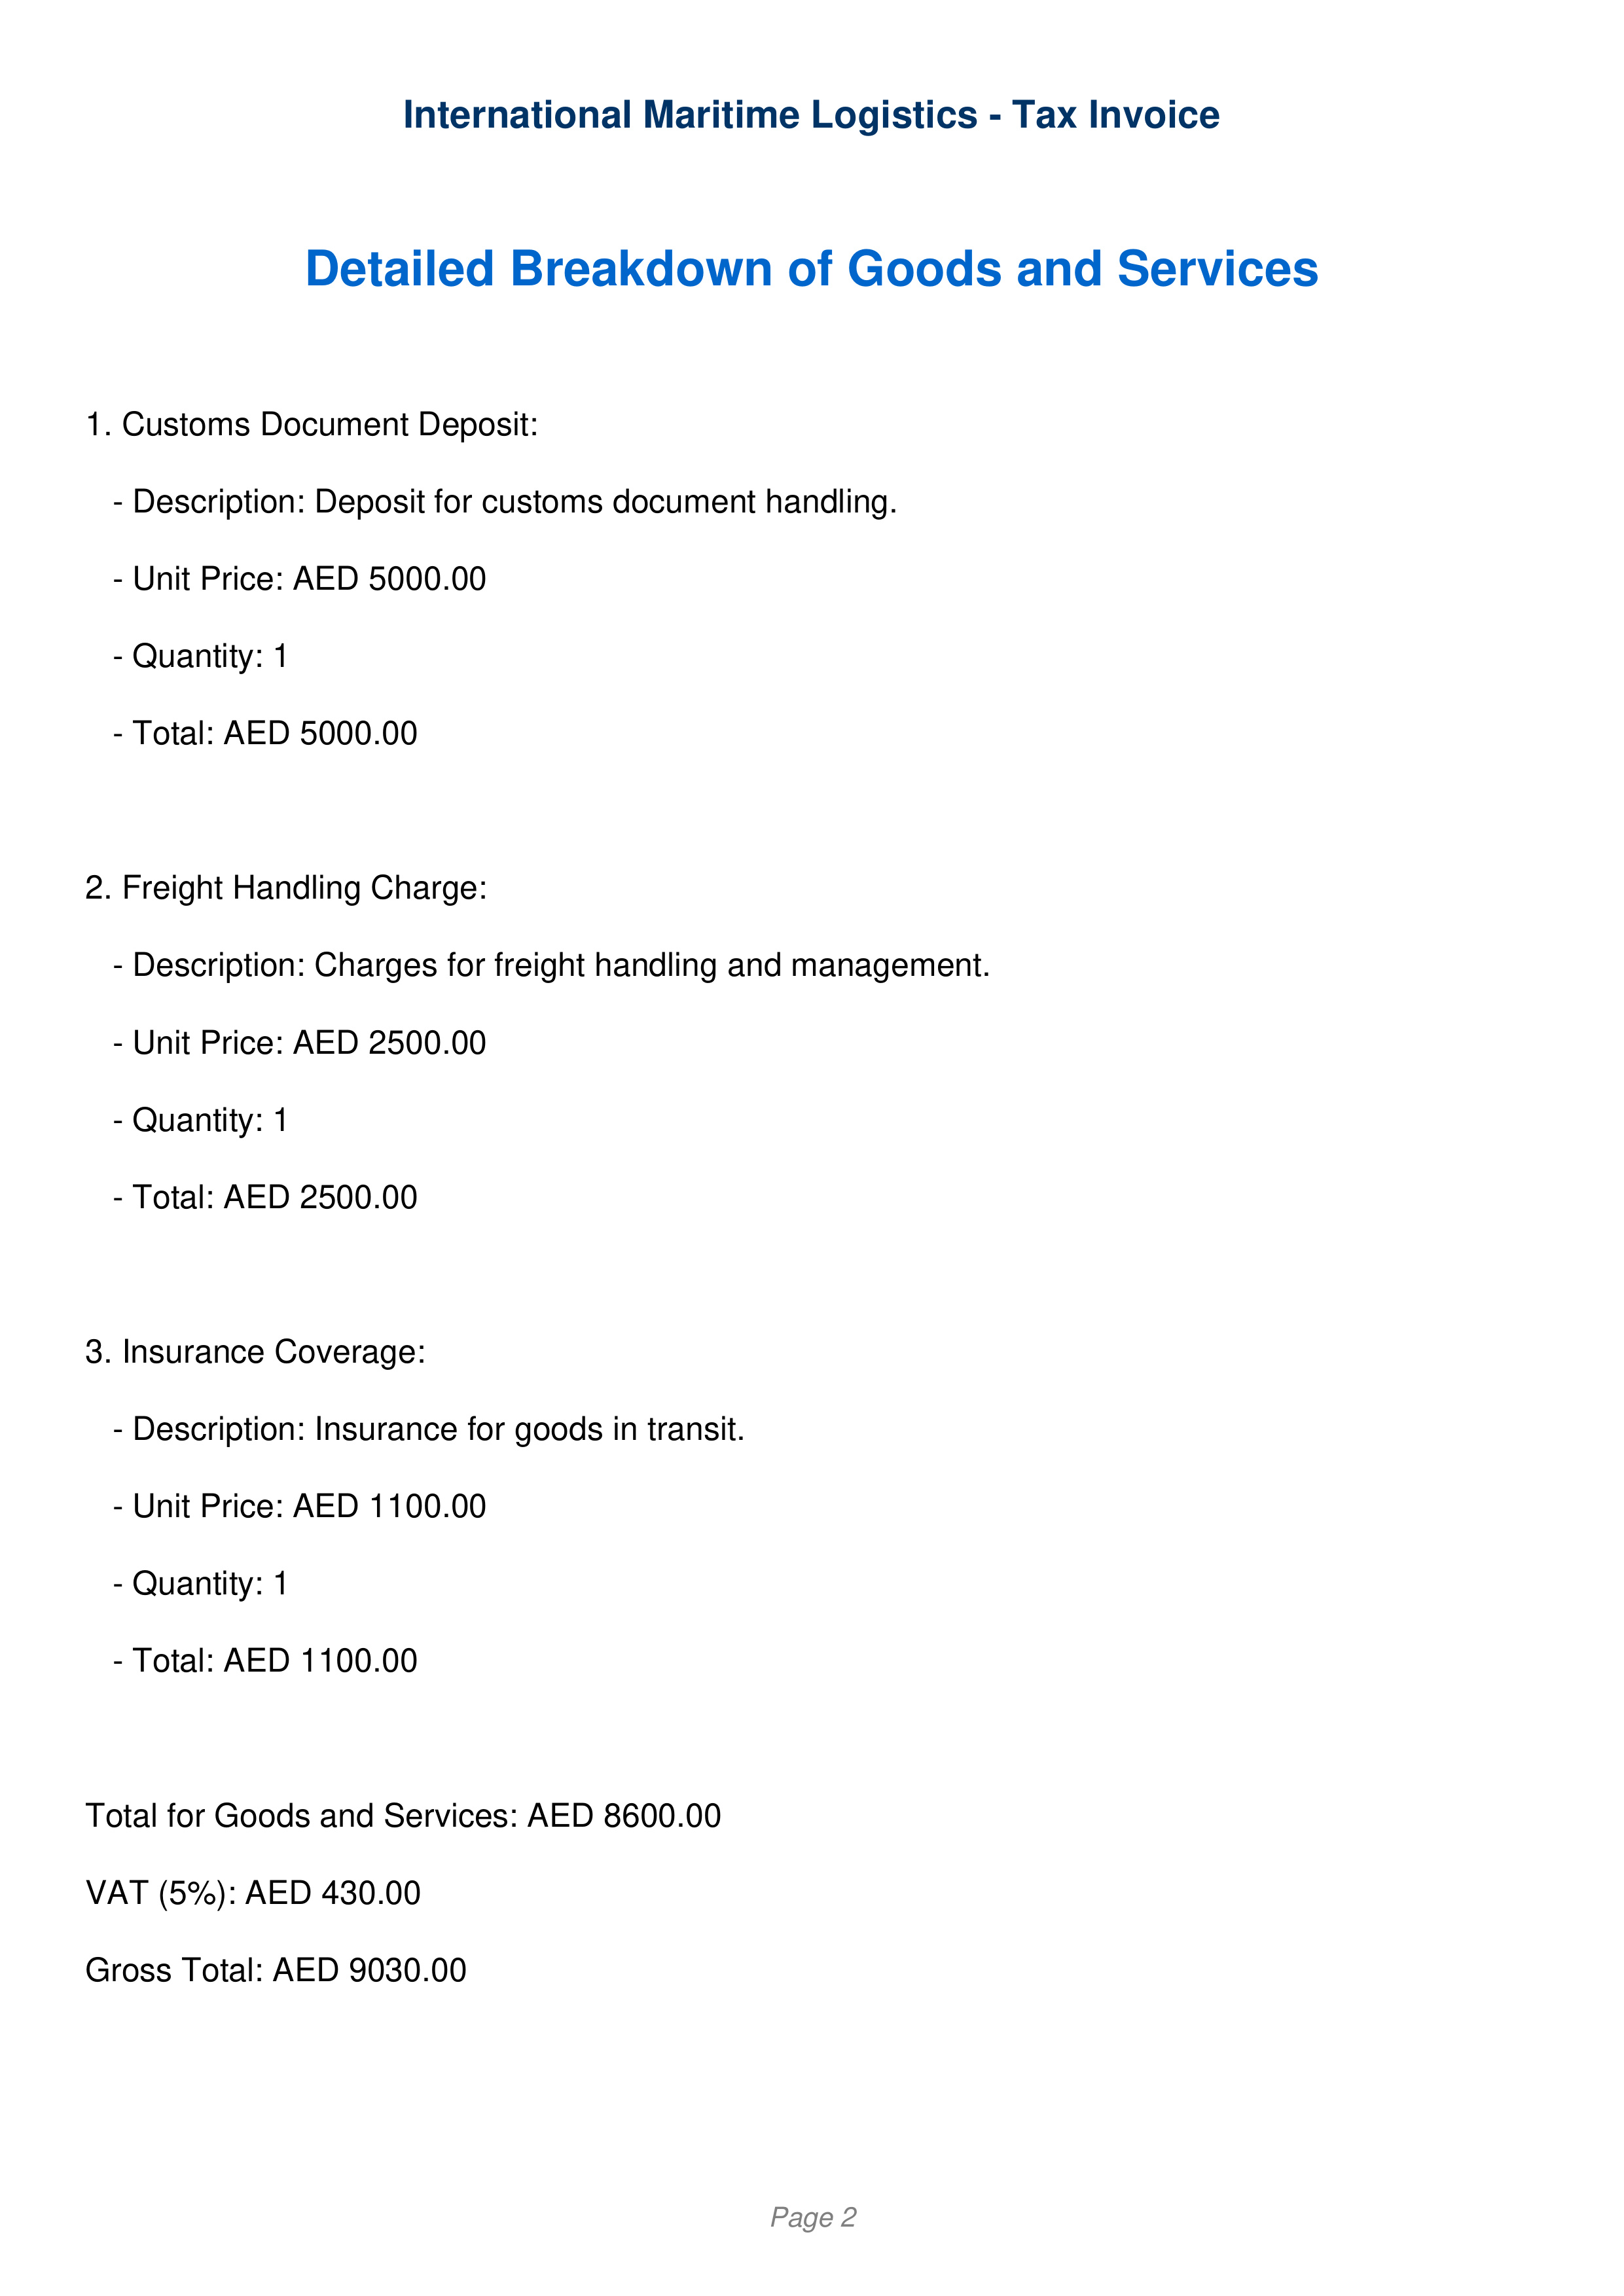 International Maritime Logistics - Tax Invoice
Detailed Breakdown of Goods and Services
1. Customs Document Deposit:
- Description: Deposit for customs document handling.
- Unit Price: AED 5000.00
- Quantity: 1
- Total: AED 5000.00
2. Freight Handling Charge:
- Description: Charges for freight handling and management.
- Unit Price: AED 2500.00
- Quantity: 1
- Total: AED 2500.00
3. Insurance Coverage:
- Description: Insurance for goods in transit.
- Unit Price: AED 1100.00
- Quantity: 1
- Total: AED 1100.00
Total for Goods and Services: AED 8600.00
VAT (5%): AED 430.00
Gross Total: AED 9030.00
Page 2